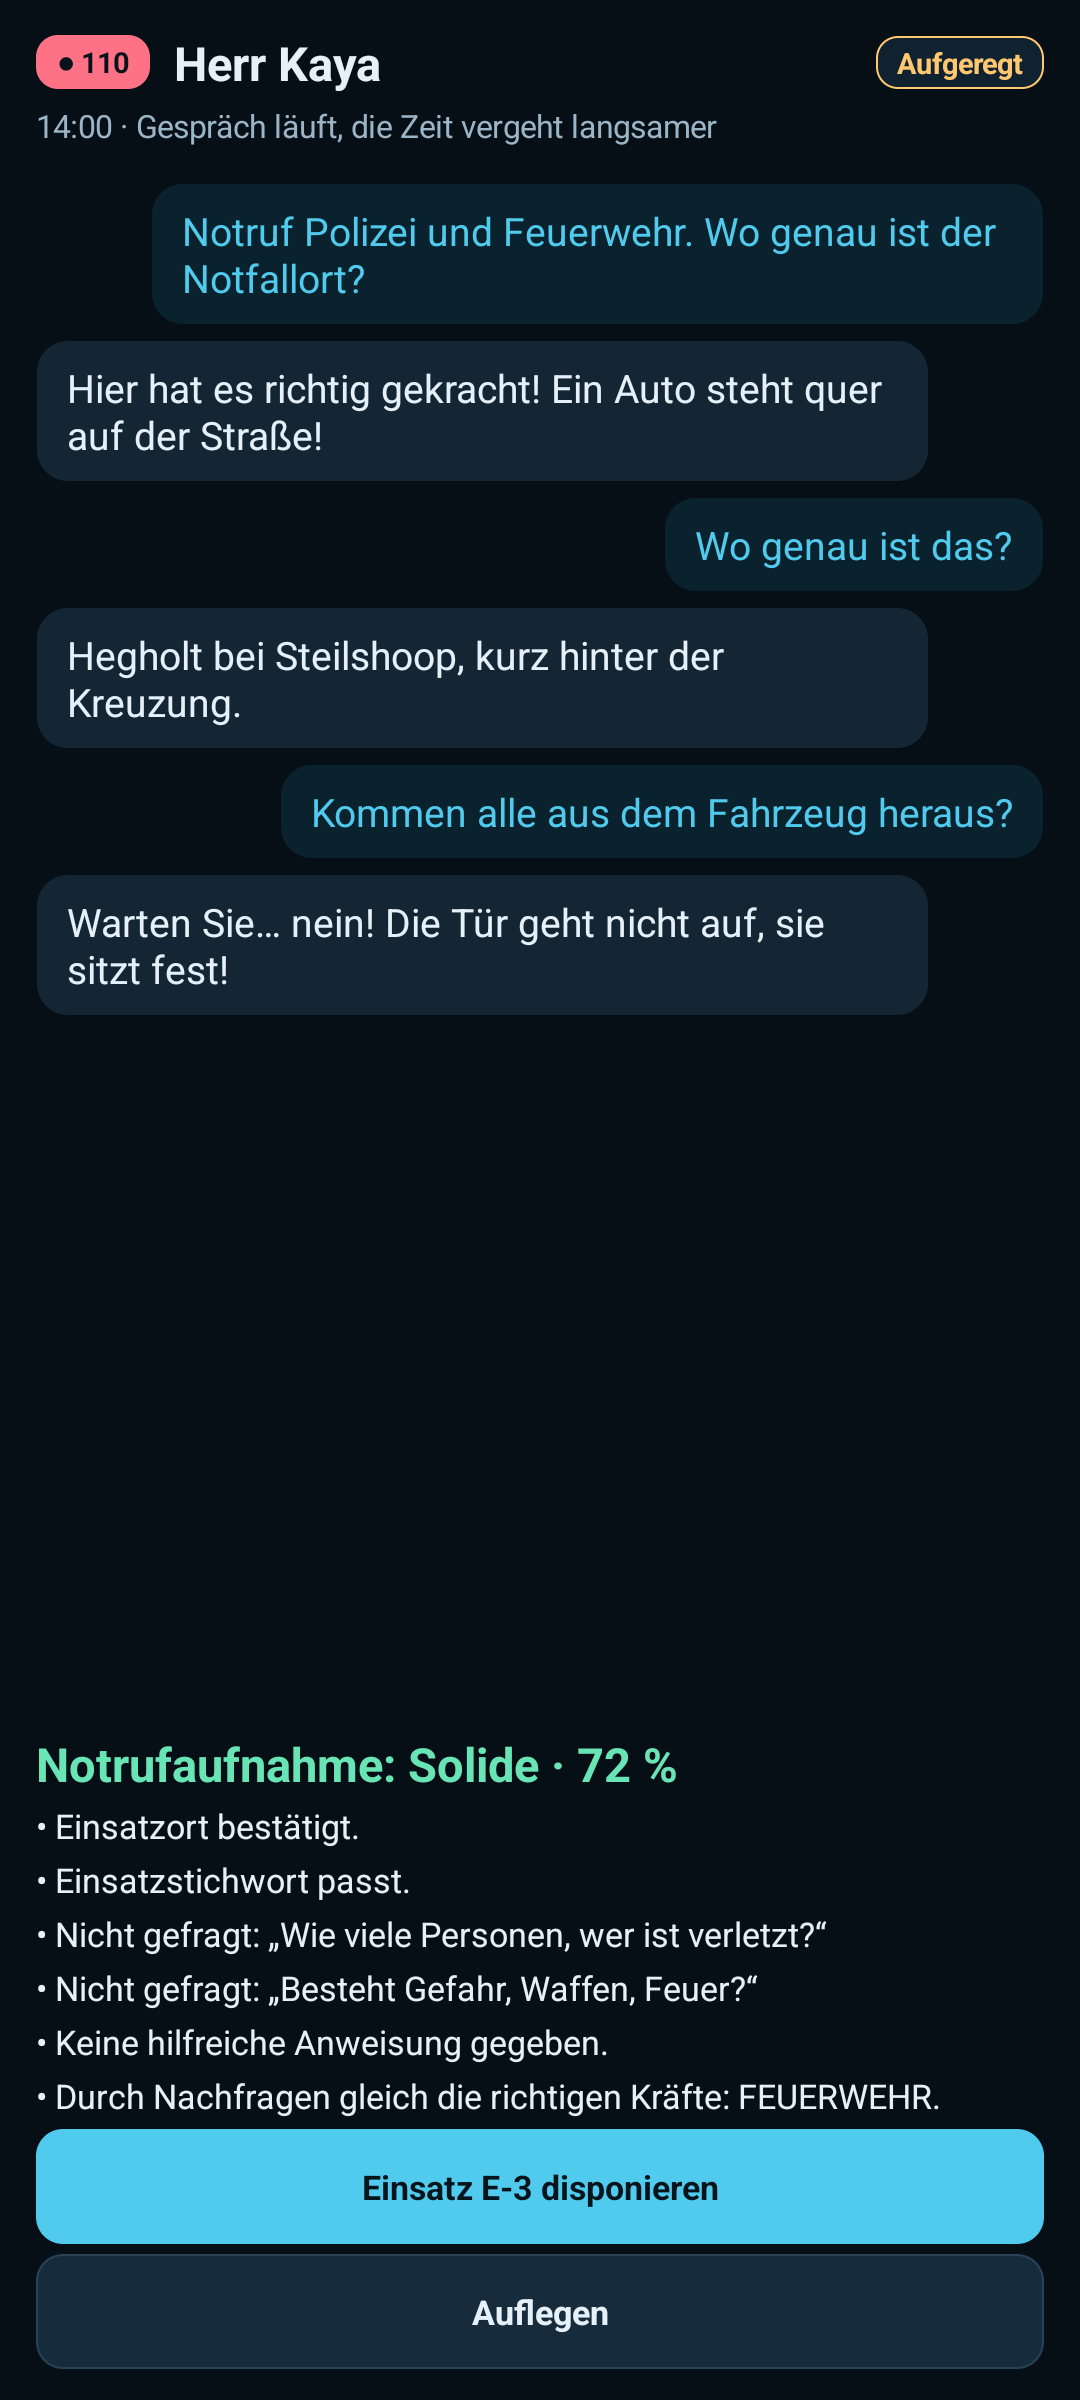 ● 110 Herr Kaya Aufgeregt
14:00 · Gespräch läuft, die Zeit vergeht langsamer
Notruf Polizei und Feuerwehr. Wo genau ist der
Notfallort?
Hier hat es richtig gekracht! Ein Auto steht quer
auf der Straße!
Wo genau ist das?
Hegholt bei Steilshoop, kurz hinter der
Kreuzung.
Kommen alle aus dem Fahrzeug heraus?
Warten Sie… nein! Die Tür geht nicht auf, sie
sitzt fest!
Notrufaufnahme: Solide · 72 %
• Einsatzort bestätigt.
• Einsatzstichwort passt.
• Nicht gefragt: „Wie viele Personen, wer ist verletzt?“
• Nicht gefragt: „Besteht Gefahr, Waffen, Feuer?“
• Keine hilfreiche Anweisung gegeben.
• Durch Nachfragen gleich die richtigen Kräfte: FEUERWEHR.
Einsatz E-3 disponieren
Auflegen